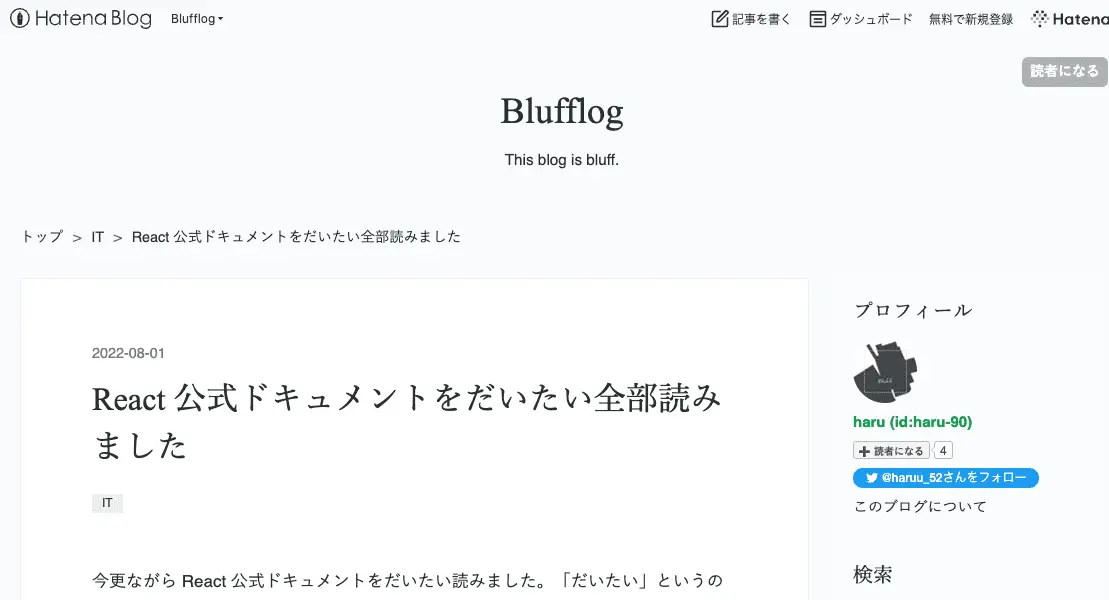 Hatena Blog
Blufflog
記事を書く
ダッシュボード
無料で新規登録
Hatena
読者になる
Blufflog
This blog is bluff.
トップ > IT > React 公式ドキュメントをだいたい全部読みました
2022-08-01
React 公式ドキュメントをだいたい全部読み
ました
IT
今更ながら React 公式ドキュメントをだいたい読みました。「だいたい」というの
プロフィール
haru (id:haru-90)
読者になる 4
@haruu_52さんをフォロー
このブログについて
検索